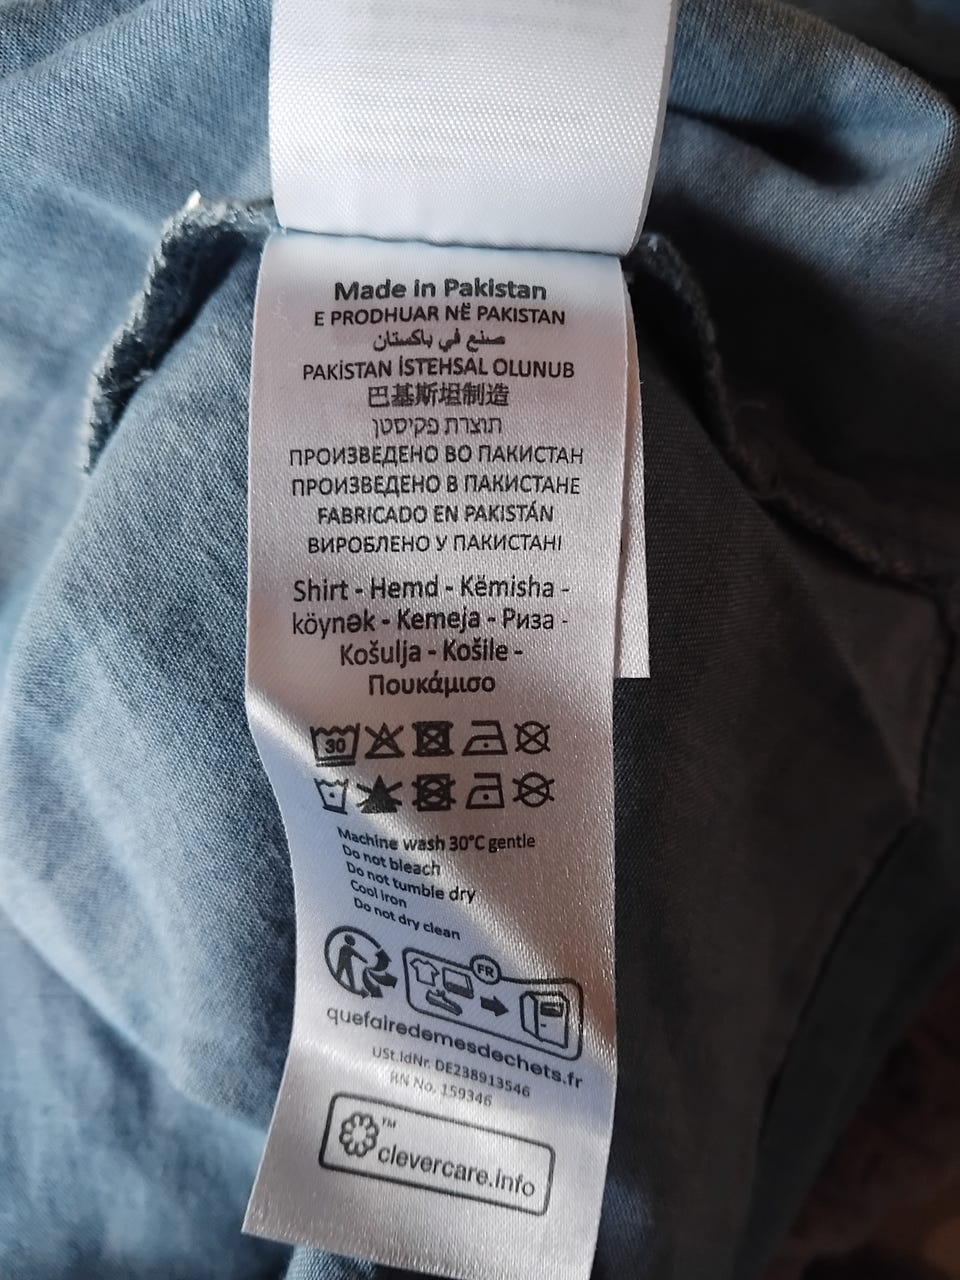 Made in Pakistan
E PRODHUAR NË PAKISTAN
صنع في باكستان
PAKİSTAN İSTEHSAL OLUNUB
巴基斯坦制造
תוצרת פקיסטן
ПРОИЗВЕДЕНО ВО ПАКИСТАН
ПРОИЗВЕДЕНО В ПАКИСТАНЕ
FABRICADO EN PAKISTÁN
ВИРОБЛЕНО У ПАКИСТАНІ
Shirt - Hemd - Këmisha -
köynək - Kemeja - Риза -
Košulja - Košile -
Πουκάμισο
30
Machine wash 30°C gentle
Do not bleach
Do not tumble dry
Cool iron
Do not dry clean
FR
quefairedemesdechets.fr
USt.IdNr. DE238913546
RN No. 159346
clevercare.info™